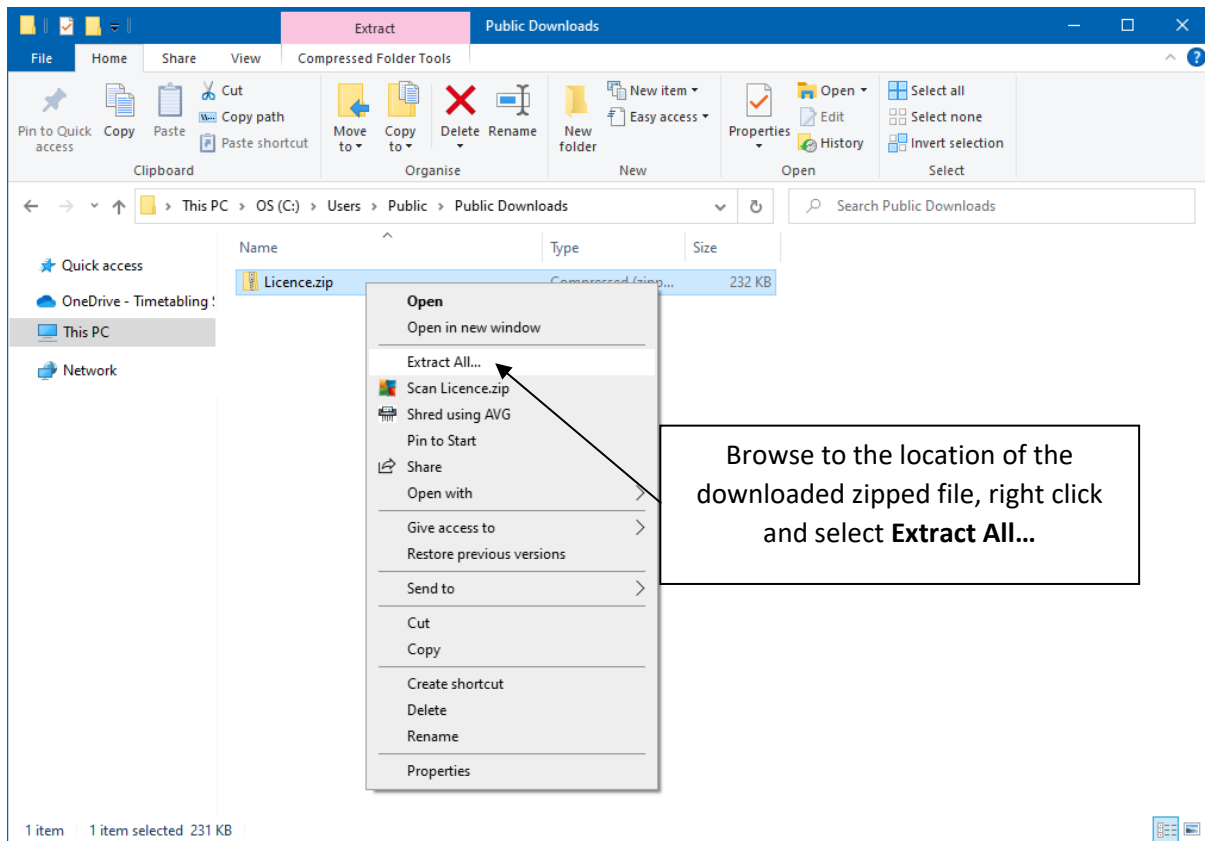 Extract
Public Downloads
File Home Share View Compressed Folder Tools
Pin to Quick access
Copy
Paste
Cut
Copy path
Paste shortcut
Clipboard
Move to
Copy to
Delete
Rename
Organise
New folder
New item
Easy access
New
Properties
Open
Edit
History
Open
Select all
Select none
Invert selection
Select
This PC > OS (C:) > Users > Public > Public Downloads
Search Public Downloads
Name Type Size
Quick access
OneDrive - Timetabling
This PC
Network
Licence.zip Compressed (zipp... 232 KB
Open
Open in new window
Extract All...
Scan Licence.zip
Shred using AVG
Pin to Start
Share
Open with
Give access to
Restore previous versions
Send to
Cut
Copy
Create shortcut
Delete
Rename
Properties
Browse to the location of the
downloaded zipped file, right click
and select Extract All...
1 item 1 item selected 231 KB